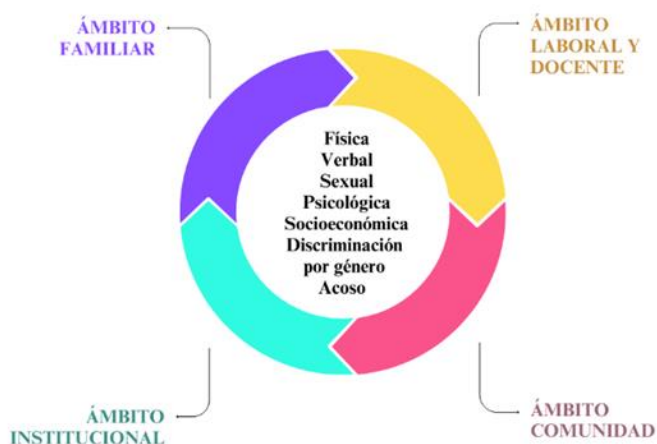 ÁMBITO
FAMILIAR
ÁMBITO
LABORAL Y
DOCENTE
Física
Verbal
Sexual
Psicológica
Socioeconómica
Discriminación
por género
Acoso
ÁMBITO
INSTITUCIONAL
ÁMBITO
COMUNIDAD